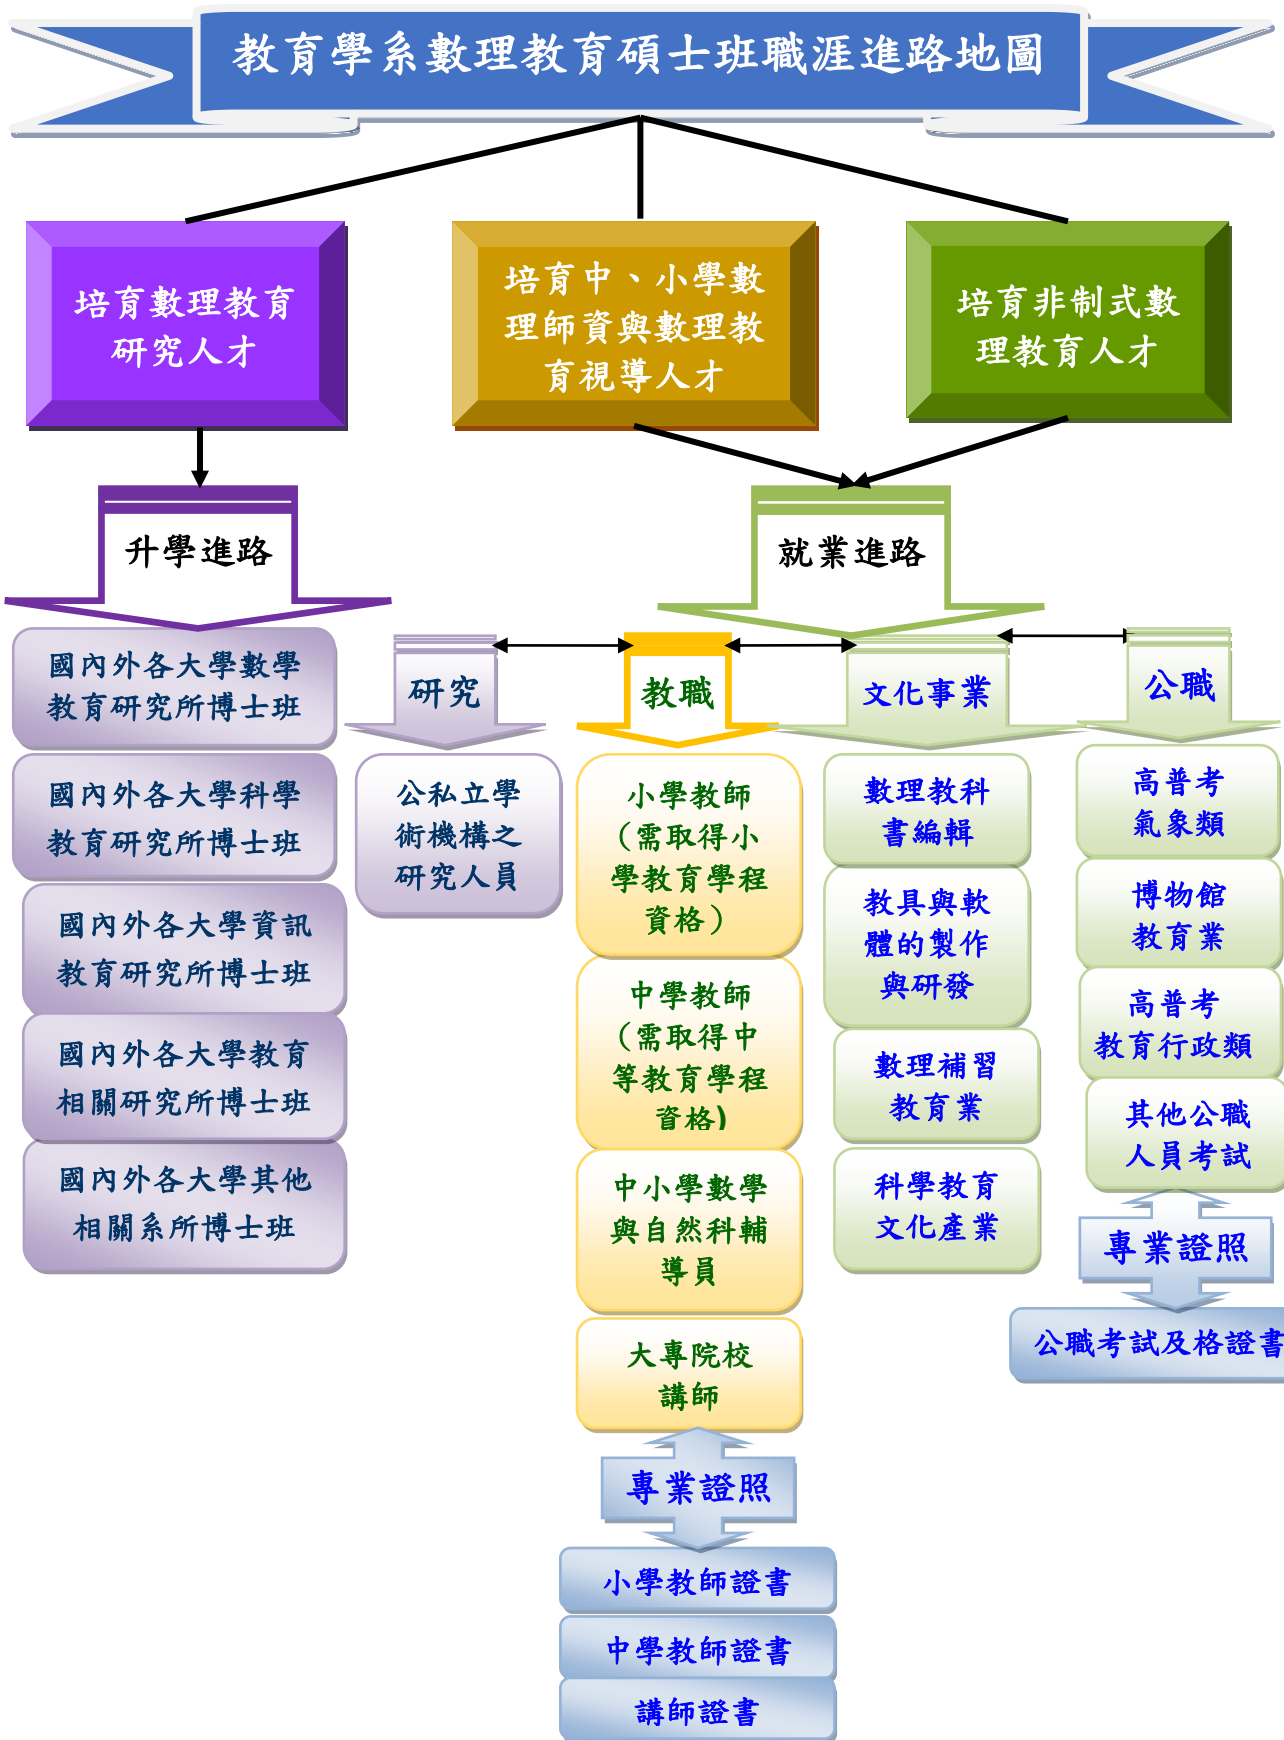 教育學系數理教育碩士班職涯進路地圖
培育數理教育
研究人才
培育中、小學數
理師資與數理教
育視導人才
培育非制式數
理教育人才
升學進路
就業進路
國內外各大學數學
教育研究所博士班
國內外各大學科學
教育研究所博士班
國內外各大學資訊
教育研究所博士班
國內外各大學教育
相關研究所博士班
國內外各大學其他
相關系所博士班
研究
公私立學
術機構之
研究人員
教職
小學教師
（需取得小
學教育學程
資格）
中學教師
（需取得中
等教育學程
資格)
中小學數學
與自然科輔
導員
大專院校
講師
專業證照
小學教師證書
中學教師證書
講師證書
文化事業
數理教科
書編輯
教具與軟
體的製作
與研發
數理補習
教育業
科學教育
文化產業
公職
高普考
氣象類
博物館
教育業
高普考
教育行政類
其他公職
人員考試
專業證照
公職考試及格證書